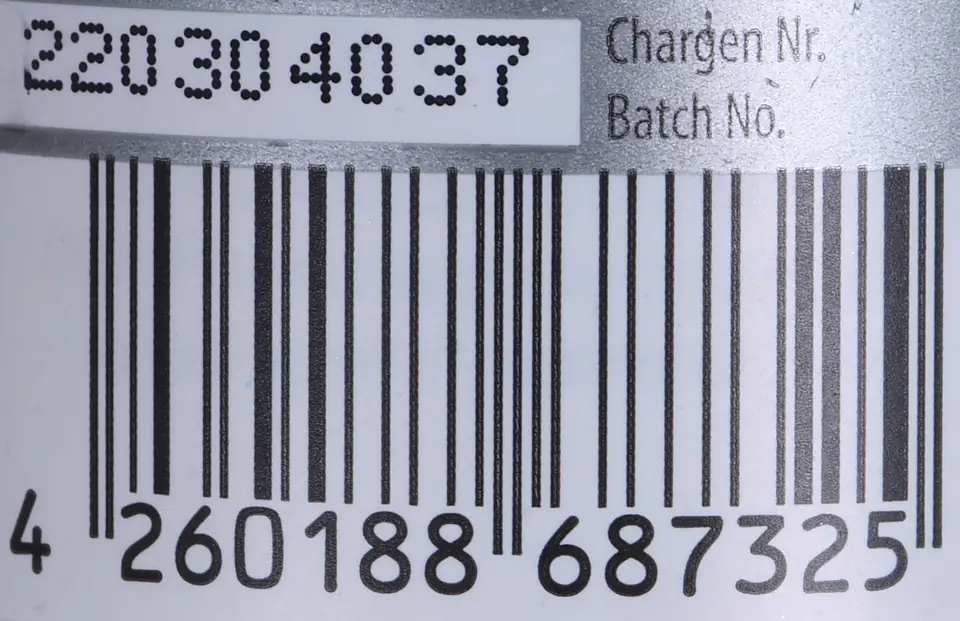 220304037
Chargen Nr.
Batch No.
4 260188 687325